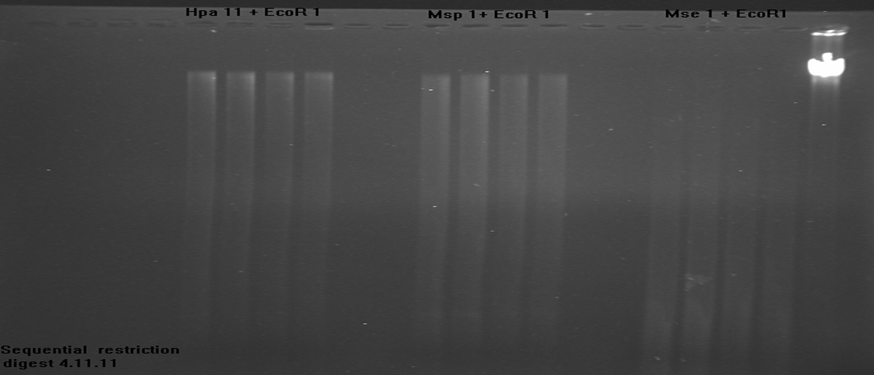 Hpa 11 + EcoR 1
Msp 1+ EcoR 1
Mse 1 + EcoR1
Sequential restriction
digest 4.11.11